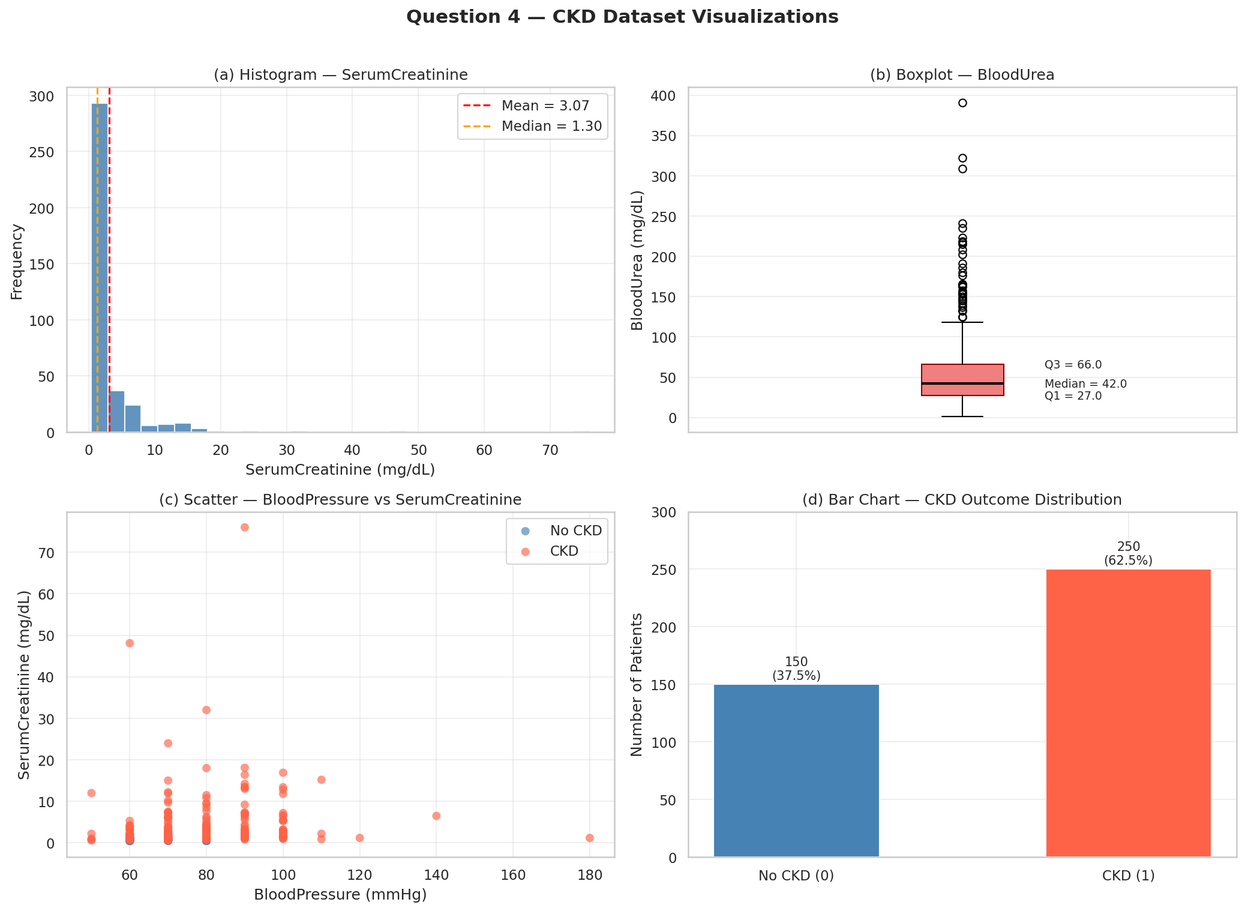 Question 4 — CKD Dataset Visualizations
(a) Histogram — SerumCreatinine
300
250
200
150
100
50
0
Frequency
Mean = 3.07
Median = 1.30
0 10 20 30 40 50 60 70
SerumCreatinine (mg/dL)
(b) Boxplot — BloodUrea
400
350
300
250
200
150
100
50
0
BloodUrea (mg/dL)
Q3 = 66.0
Median = 42.0
Q1 = 27.0
(c) Scatter — BloodPressure vs SerumCreatinine
70
60
50
40
30
20
10
0
SerumCreatinine (mg/dL)
No CKD
CKD
60 80 100 120 140 160 180
BloodPressure (mmHg)
(d) Bar Chart — CKD Outcome Distribution
300
250
200
150
100
50
0
Number of Patients
150
(37.5%)
250
(62.5%)
No CKD (0) CKD (1)